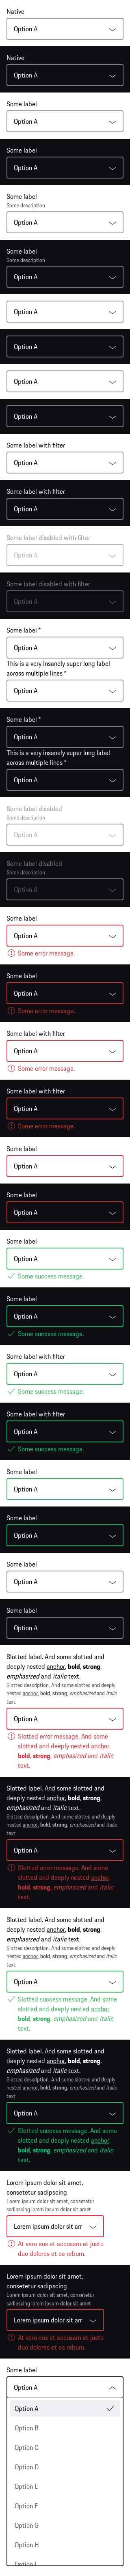 Native
Option A
Native
Option A
Some label
Option A
Some label
Option A
Some label
Some description
Option A
Some label
Some description
Option A
Option A
Option A
Option A
Option A
Some label with filter
Option A
Some label with filter
Option A
Some label disabled with filter
Option A
Some label disabled with filter
Option A
Some label *
Option A
This is a very insanely super long label
across multiple lines *
Option A
Some label *
Option A
This is a very insanely super long label
across multiple lines *
Option A
Some label disabled
Some description
Option A
Some label disabled
Some description
Option A
Some label
Option A
Some error message.
Some label
Option A
Some error message.
Some label with filter
Option A
Some error message.
Some label with filter
Option A
Some error message.
Some label
Option A
Some label
Option A
Some label
Option A
Some success message.
Some label
Option A
Some success message.
Some label with filter
Option A
Some success message.
Some label with filter
Option A
Some success message.
Some label
Option A
Some label
Option A
Some label
Option A
Some label
Option A
Slotted label. And some slotted and
deeply nested anchor, bold, strong,
emphasized and italic text.
Slotted description. And some slotted and deeply
nested anchor, bold, strong, emphasized and italic
text.
Option A
Slotted error message. And some
slotted and deeply nested anchor,
bold, strong, emphasized and italic
text.
Slotted label. And some slotted and
deeply nested anchor, bold, strong,
emphasized and italic text.
Slotted description. And some slotted and deeply
nested anchor, bold, strong, emphasized and italic
text.
Option A
Slotted error message. And some
slotted and deeply nested anchor,
bold, strong, emphasized and italic
text.
Slotted label. And some slotted and
deeply nested anchor, bold, strong,
emphasized and italic text.
Slotted description. And some slotted and deeply
nested anchor, bold, strong, emphasized and italic
text.
Option A
Slotted success message. And some
slotted and deeply nested anchor,
bold, strong, emphasized and italic
text.
Slotted label. And some slotted and
deeply nested anchor, bold, strong,
emphasized and italic text.
Slotted description. And some slotted and deeply
nested anchor, bold, strong, emphasized and italic
text.
Option A
Slotted success message. And some
slotted and deeply nested anchor,
bold, strong, emphasized and italic
text.
Lorem ipsum dolor sit amet,
consetetur sadipscing
Lorem ipsum dolor sit amet, consetetur
sadipscing lorem ipsum dolor sit amet
Lorem ipsum dolor sit am
At vero eos et accusam et justo
duo dolores et ea rebum.
Lorem ipsum dolor sit amet,
consetetur sadipscing
Lorem ipsum dolor sit amet, consetetur
sadipscing lorem ipsum dolor sit amet
Lorem ipsum dolor sit am
At vero eos et accusam et justo
duo dolores et ea rebum.
Some label
Option A
Option A
Option B
Option C
Option D
Option E
Option F
Option G
Option H
Option I